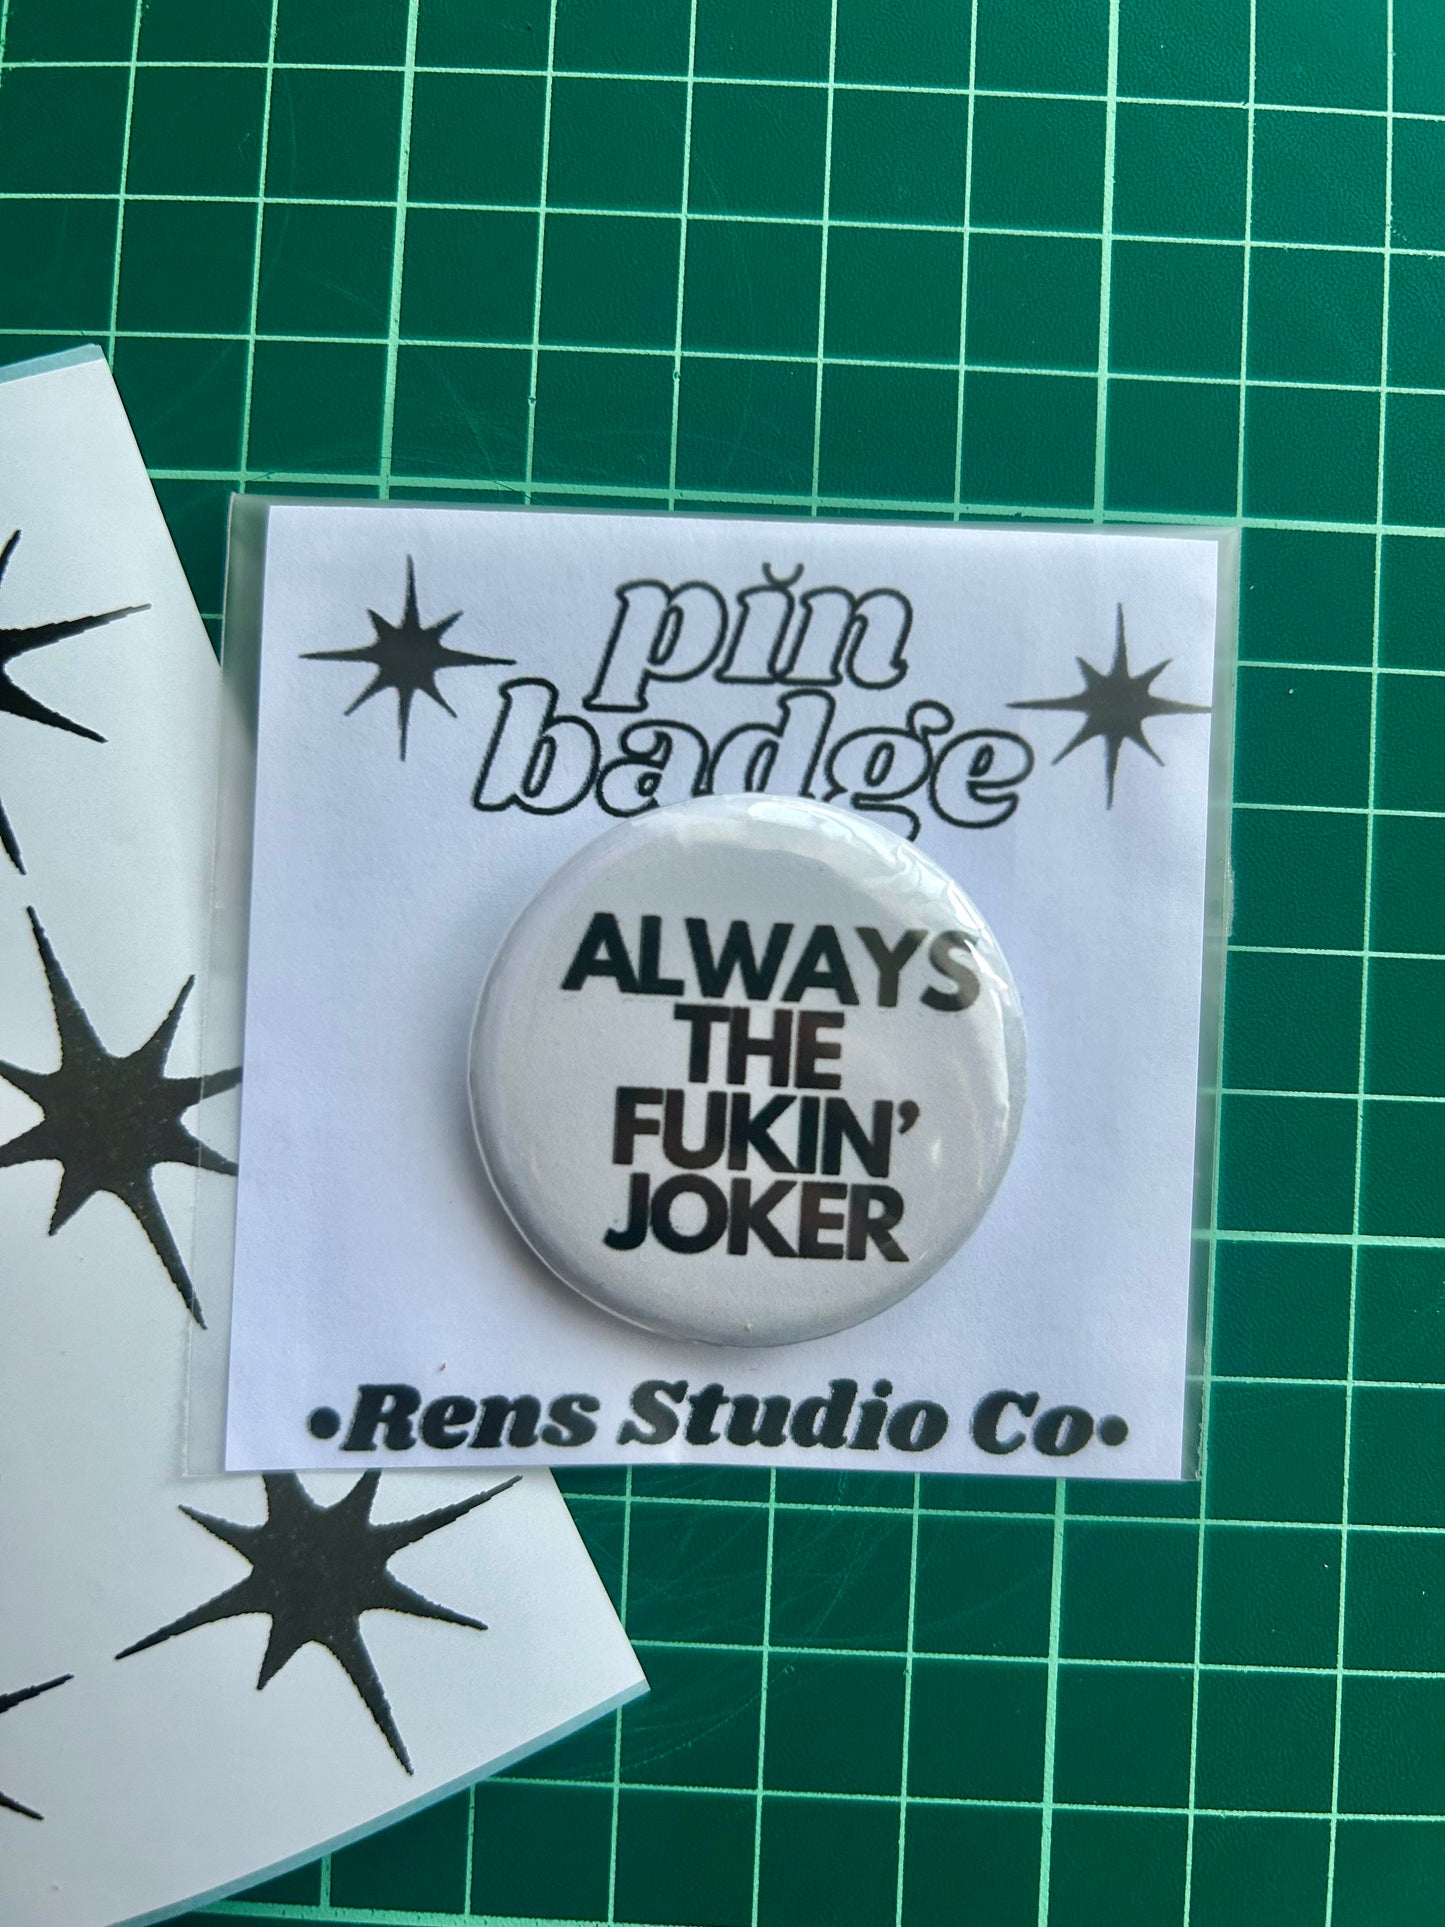 pin
badge
ALWAYS
THE
FUKIN’
JOKER
•Rens Studio Co•